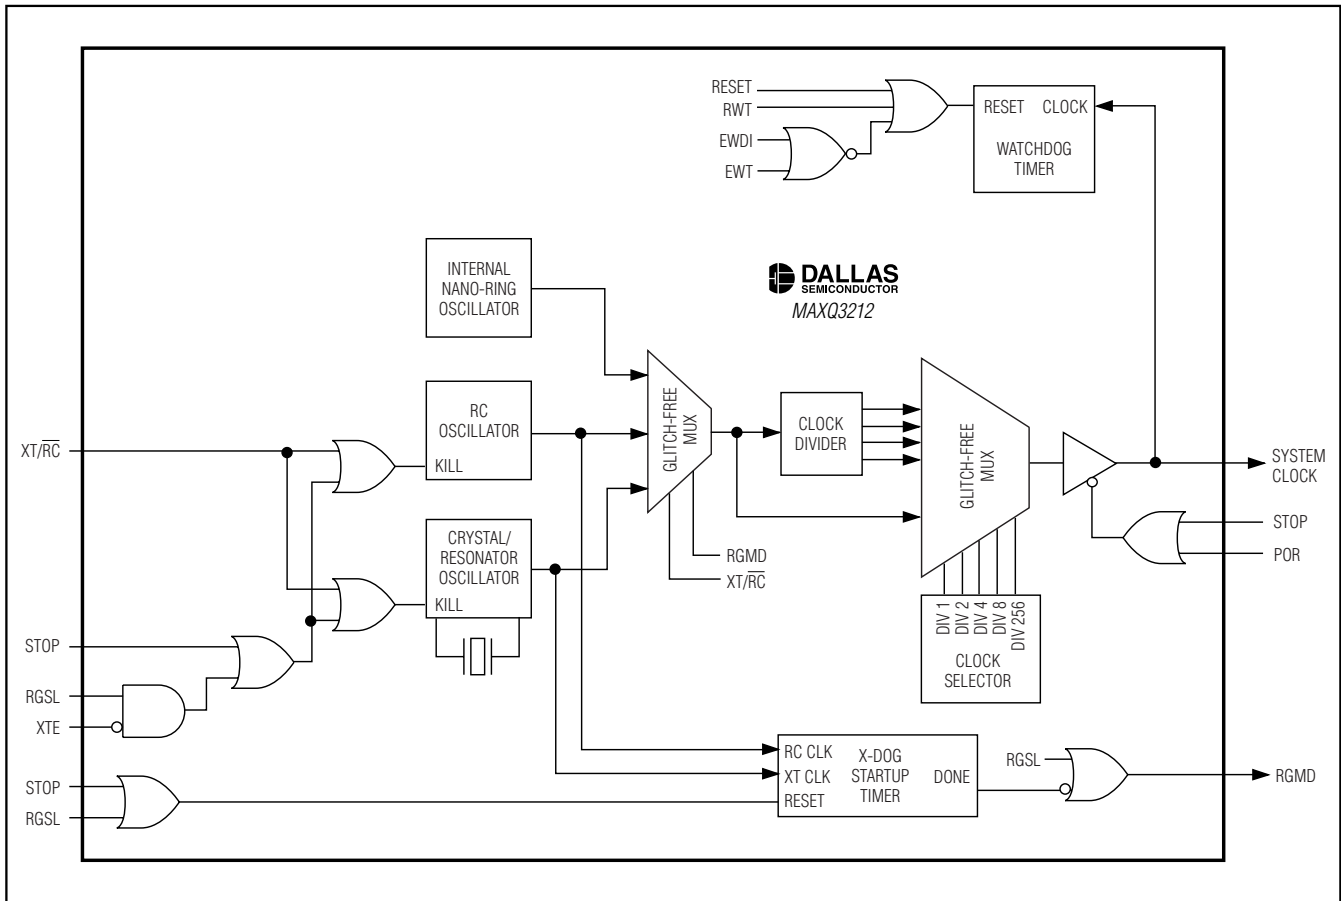 RESET
RWT
EWDI
EWT
RESET CLOCK
WATCHDOG
TIMER
INTERNAL
NANO-RING
OSCILLATOR
DALLAS
SEMICONDUCTOR
MAXQ3212
RC
OSCILLATOR
KILL
GLITCH-FREE
MUX
CLOCK
DIVIDER
GLITCH-FREE
MUX
XT/R̅C̅
SYSTEM
CLOCK
STOP
POR
CRYSTAL/
RESONATOR
OSCILLATOR
KILL
RGMD
XT/R̅C̅
DIV 1
DIV 2
DIV 4
DIV 8
DIV 256
CLOCK
SELECTOR
STOP
RGSL
XTE
STOP
RGSL
RC CLK
XT CLK
RESET
X-DOG
STARTUP
TIMER
DONE
RGSL
RGMD